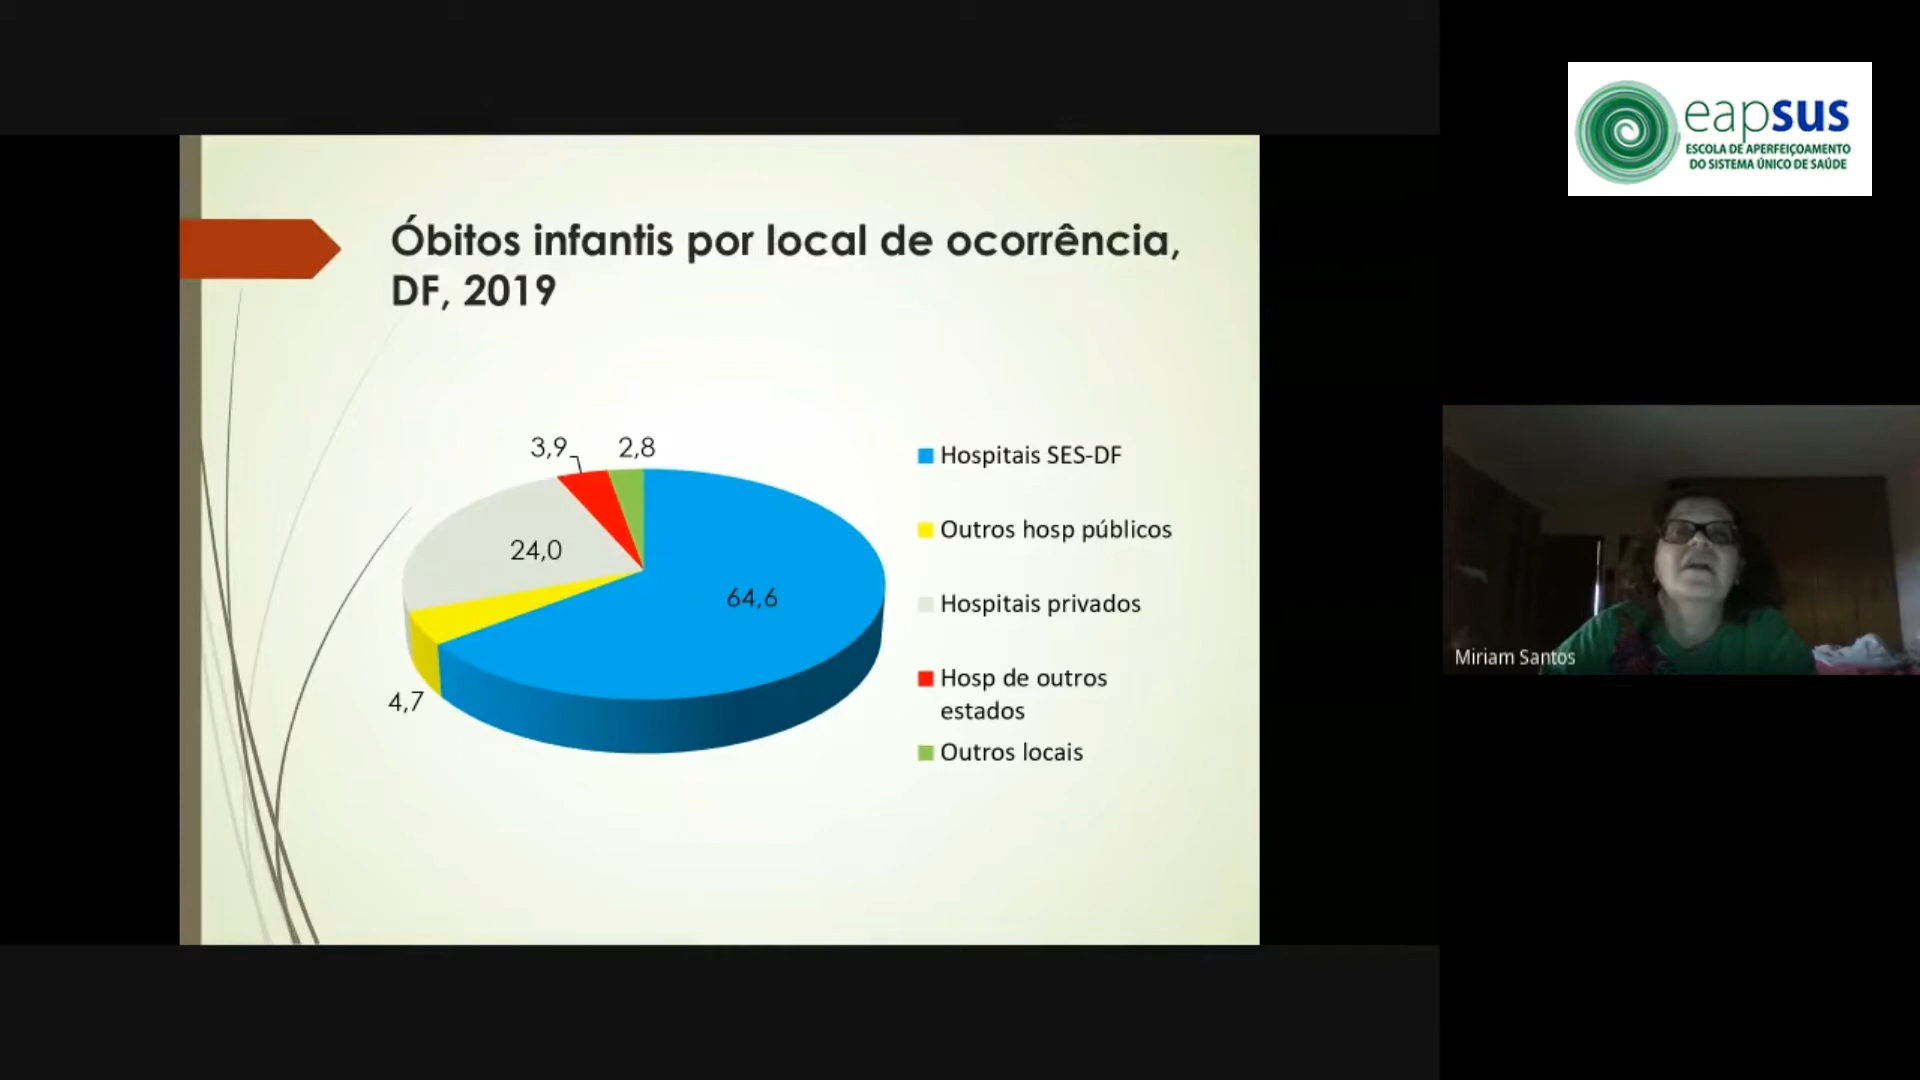 Óbitos infantis por local de ocorrência,
DF, 2019
3,9
2,8
24,0
64,6
4,7
Hospitais SES-DF
Outros hosp públicos
Hospitais privados
Hosp de outros
estados
Outros locais
eapsus
ESCOLA DE APERFEIÇOAMENTO
DO SISTEMA ÚNICO DE SAÚDE
Miriam Santos